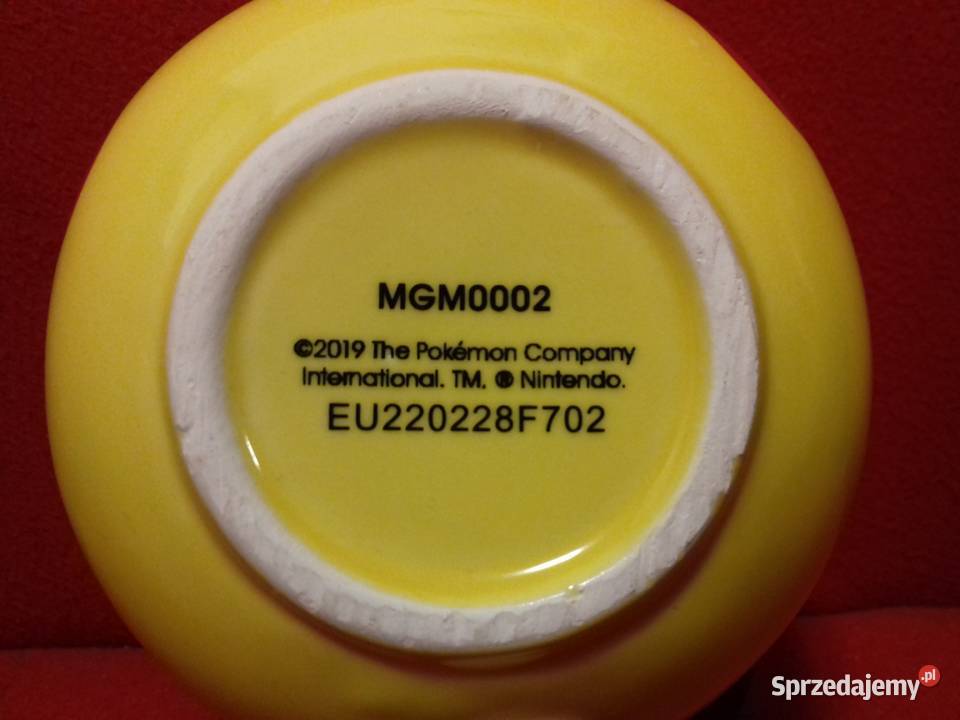 MGM0002
©2019 The Pokémon Company
International. TM, ® Nintendo.
EU220228F702
Sprzedajemy.pl